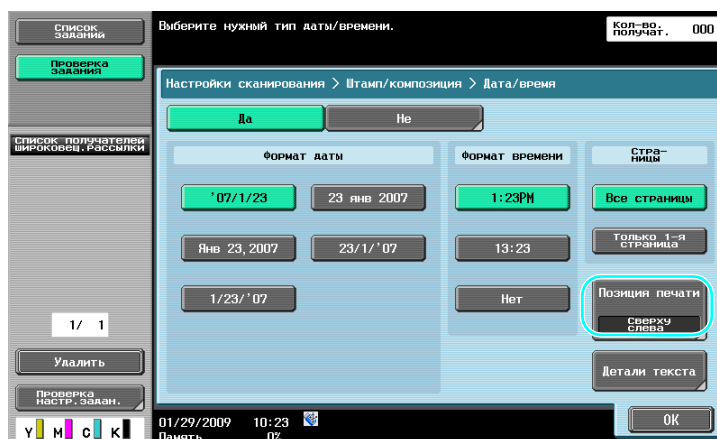 Список
заданий
Проверка
задания
Список получателей
широковещ.рассылки
1/ 1
Удалить
Проверка
настр.задан.
Y M C K
Выберите нужный тип даты/времени.
Кол-во.
получат. 000
Настройки сканирования > Штамп/композиция > Дата/время
Да
Не
Формат даты
Формат времени
Стра-
ницы
'07/1/23
23 янв 2007
1:23PM
Все страницы
Янв 23,2007
23/1/'07
13:23
Только 1-я
страница
1/23/'07
Нет
Позиция печати
Сверху
слева
Детали текста
01/29/2009 10:23
Память 0%
OK